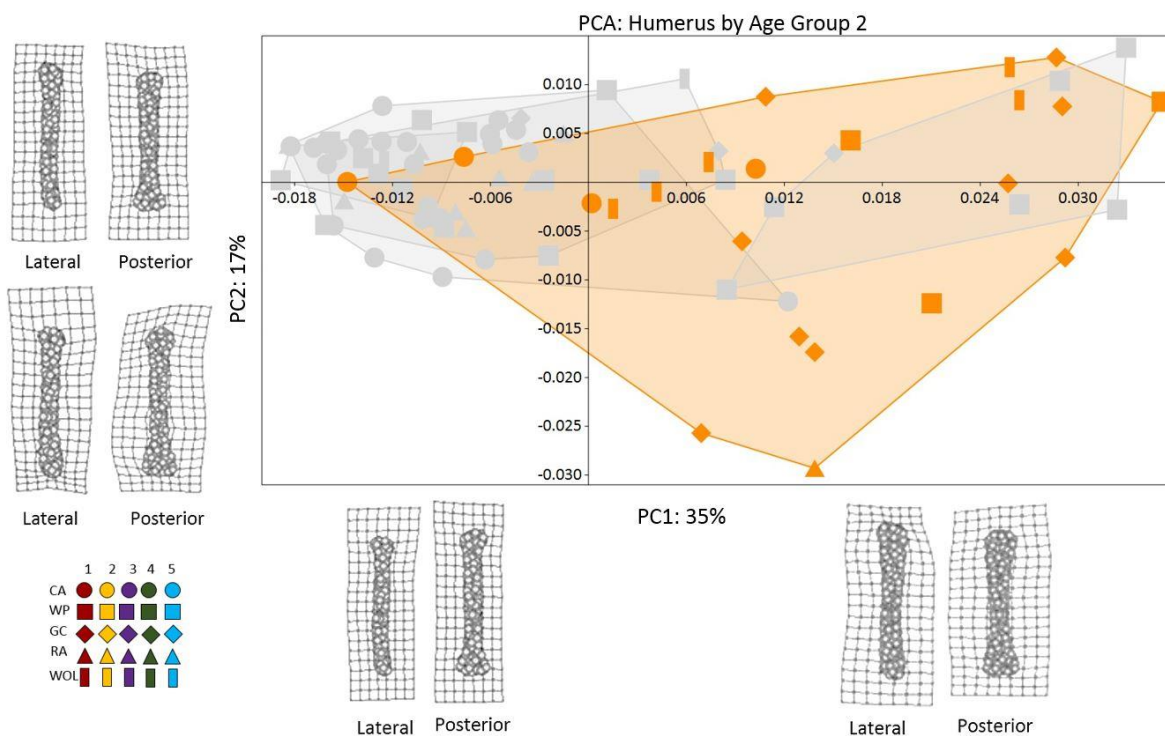 PCA: Humerus by Age Group 2
Lateral Posterior
Lateral Posterior
PC2: 17%
0.010
0.005
-0.018 -0.012 -0.006 0.006 0.012 0.018 0.024 0.030
-0.005
-0.010
-0.015
-0.020
-0.025
-0.030
PC1: 35%
Lateral Posterior
Lateral Posterior
1 2 3 4 5
CA
WP
GC
RA
WOL